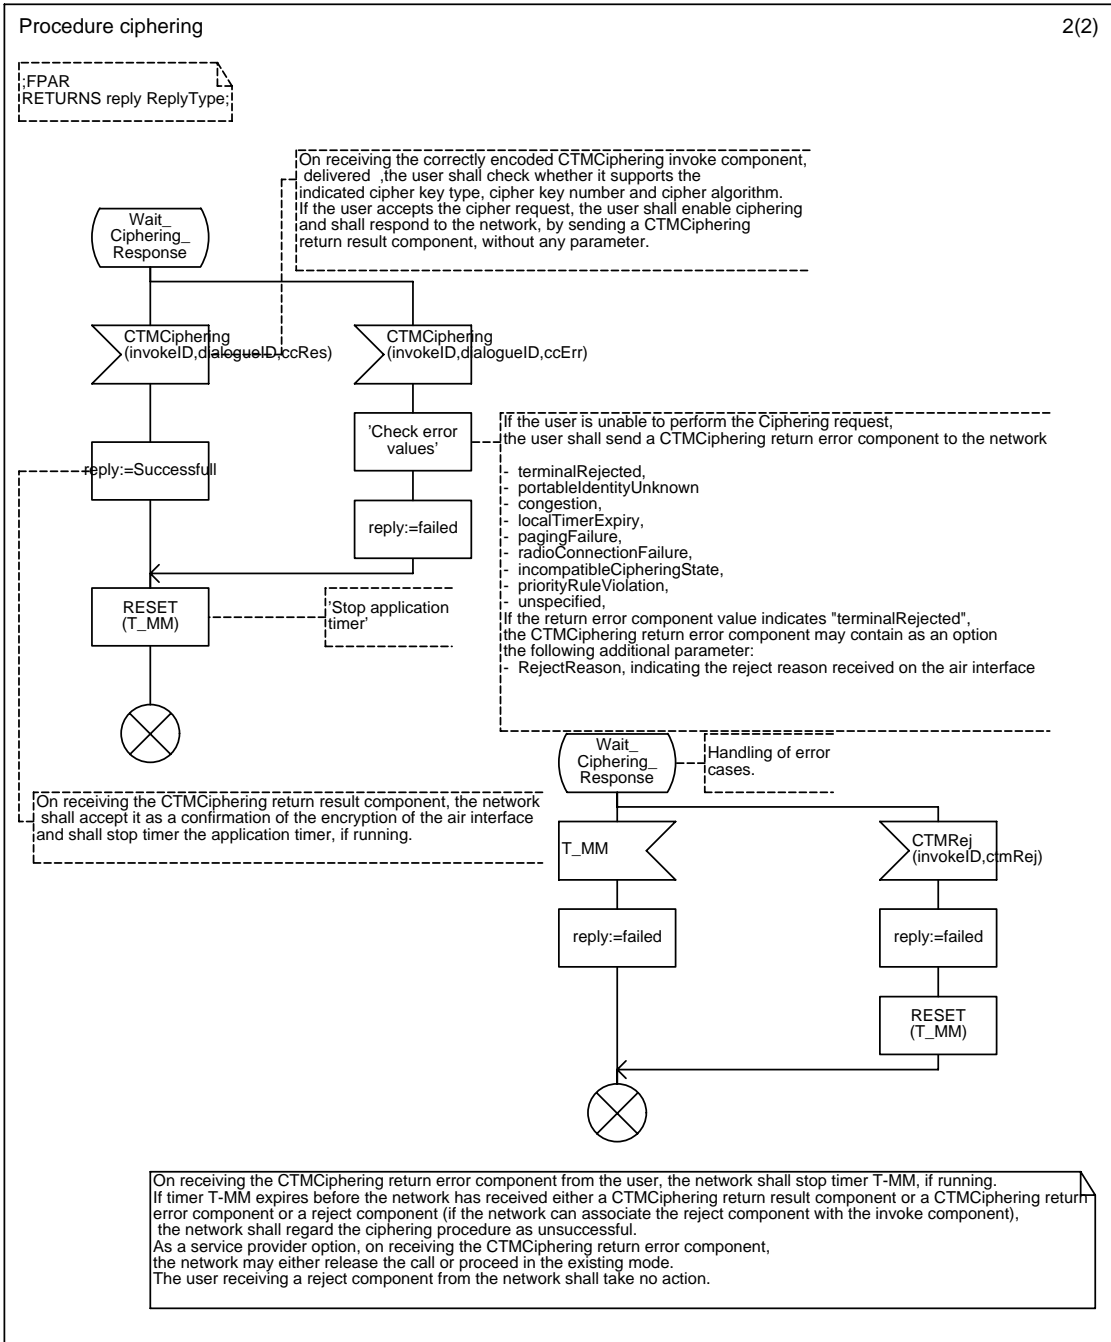 Procedure ciphering
2(2)
;FPAR
RETURNS reply ReplyType;
On receiving the correctly encoded CTMCiphering invoke component,
delivered  ,the user shall check whether it supports the
indicated cipher key type, cipher key number and cipher algorithm.
If the user accepts the cipher request, the user shall enable ciphering
and shall respond to the network, by sending a CTMCiphering
return result component, without any parameter.
Wait_
Ciphering_
Response
CTMCiphering
(invokeID,dialogueID,ccRes)
CTMCiphering
(invokeID,dialogueID,ccErr)
'Check error
values'
If the user is unable to perform the Ciphering request,
the user shall send a CTMCiphering return error component to the network
- terminalRejected,
- portableIdentityUnknown
- congestion,
- localTimerExpiry,
- pagingFailure,
- radioConnectionFailure,
- incompatibleCipheringState,
- priorityRuleViolation,
- unspecified,
If the return error component value indicates "terminalRejected",
the CTMCiphering return error component may contain as an option
the following additional parameter:
- RejectReason, indicating the reject reason received on the air interface
reply:=Successfull
reply:=failed
RESET
(T_MM)
'Stop application
timer'
Wait_
Ciphering_
Response
Handling of error
cases.
On receiving the CTMCiphering return result component, the network
shall accept it as a confirmation of the encryption of the air interface
and shall stop timer the application timer, if running.
T_MM
CTMRej
(invokeID,ctmRej)
reply:=failed
reply:=failed
RESET
(T_MM)
On receiving the CTMCiphering return error component from the user, the network shall stop timer T-MM, if running.
If timer T-MM expires before the network has received either a CTMCiphering return result component or a CTMCiphering return
error component or a reject component (if the network can associate the reject component with the invoke component),
the network shall regard the ciphering procedure as unsuccessful.
As a service provider option, on receiving the CTMCiphering return error component,
the network may either release the call or proceed in the existing mode.
The user receiving a reject component from the network shall take no action.